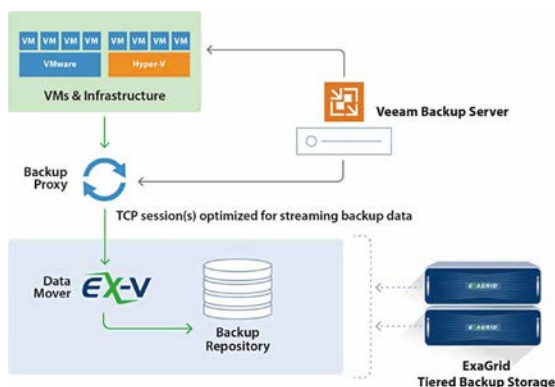 VM VM VM VM VM VM VM VM
VMware Hyper-V
VMs & Infrastructure
Veeam Backup Server
Backup
Proxy
TCP session(s) optimized for streaming backup data
Data
Mover
EX-V
Backup
Repository
EXAGRID
EXAGRID
ExaGrid
Tiered Backup Storage